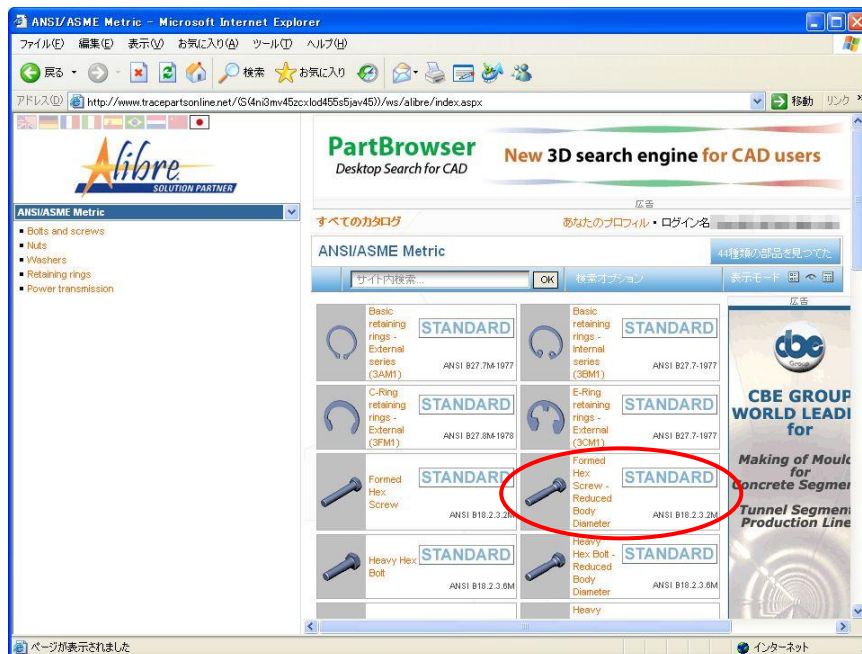 ANSI/ASME Metric - Microsoft Internet Explorer
ファイル(F) 編集(E) 表示(V) お気に入り(A) ツール(T) ヘルプ(H)
戻る 検索 お気に入り
アドレス(D) http://www.tracepartsonline.net/(S(4ni3mv45zcxlod455s5jav45))/ws/alibre/index.aspx 移動 リンク »
Alibre
SOLUTION PARTNER
PartBrowser
Desktop Search for CAD
New 3D search engine for CAD users
広告
ANSI/ASME Metric
Bolts and screws
Nuts
Washers
Retaining rings
Power transmission
すべてのカタログ あなたのプロフィル • ログイン名
ANSI/ASME Metric 44種類の部品を見つてた
サイト内検索... OK 検索オプション 表示モード
Basic
retaining
rings -
External
series
(3AM1)
STANDARD
ANSI B27.7M-1977
Basic
retaining
rings -
Internal
series
(3BM1)
STANDARD
ANSI B27.7-1977
C-Ring
retaining
rings -
External
(3FM1)
STANDARD
ANSI B27.8M-1978
E-Ring
retaining
rings -
External
(3CM1)
STANDARD
ANSI B27.7-1977
Formed
Hex
Screw
STANDARD
ANSI B18.2.3.2M
Formed
Hex
Screw -
Reduced
Body
Diameter
STANDARD
ANSI B18.2.3.2M
Heavy Hex
Bolt
STANDARD
ANSI B18.2.3.6M
Heavy
Hex Bolt -
Reduced
Body
Diameter
STANDARD
ANSI B18.2.3.6M
Heavy
広告
cbe
Group
CBE GROUP
WORLD LEADE
for
Making of Mould
for
Concrete Segmen
Tunnel Segment
Production Line
ページが表示されました インターネット